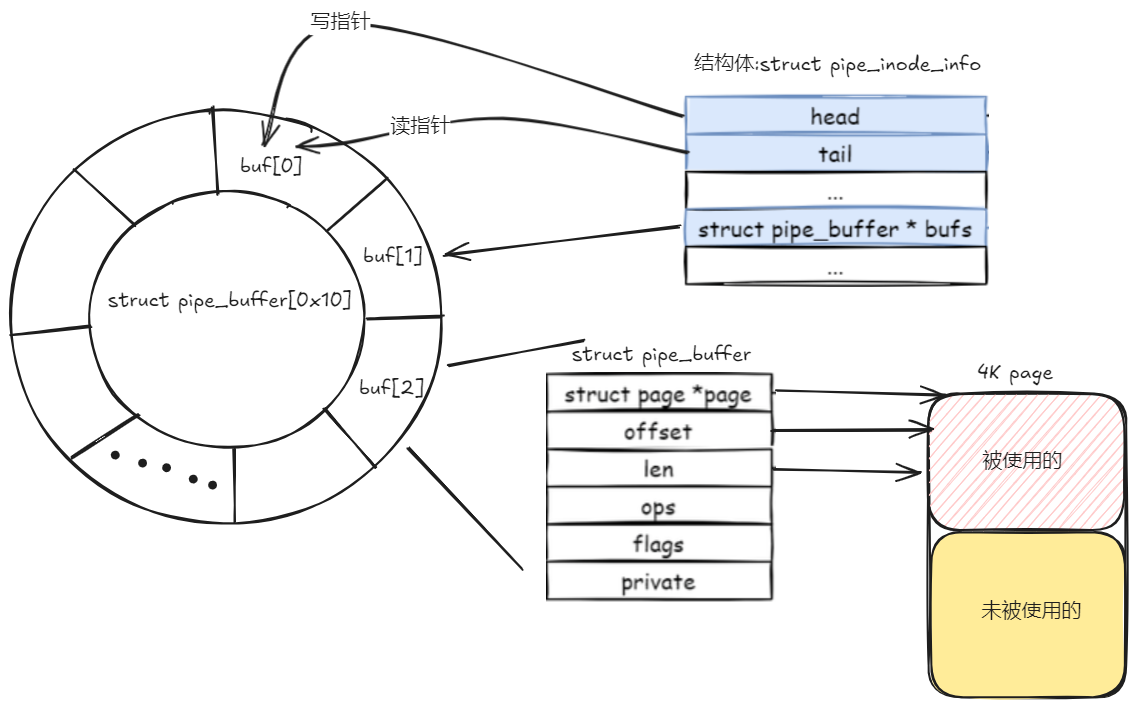 写指针
结构体:struct pipe_inode_info
head
读指针
tail
buf[0]
...
struct pipe_buffer * bufs
buf[1]
...
struct pipe_buffer[0x10]
struct pipe_buffer
4K page
buf[2]
struct page *page
offset
被使用的
len
ops
flags
private
未被使用的